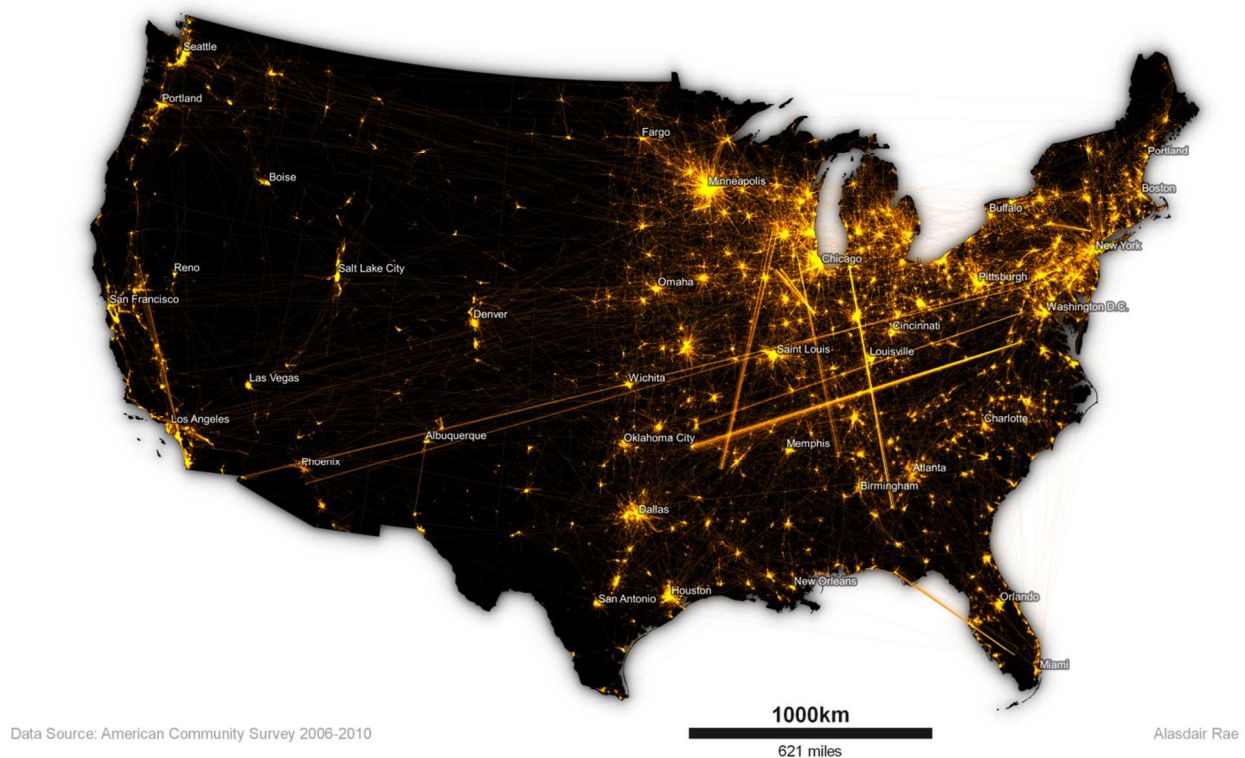 Seattle
Portland
Fargo
Portland
Boise
Minneapolis
Boston
Buffalo
New York
Chicago
Reno
Salt Lake City
Pittsburgh
Omaha
San Francisco
Washington D.C.
Denver
Cincinnati
Saint Louis
Louisville
Las Vegas
Wichita
Los Angeles
Charlotte
Albuquerque
Oklahoma City
Memphis
Phoenix
Atlanta
Birmingham
Dallas
New Orleans
Houston
San Antonio
Orlando
Miami
1000km
Data Source: American Community Survey 2006-2010
Alasdair Rae
621 miles